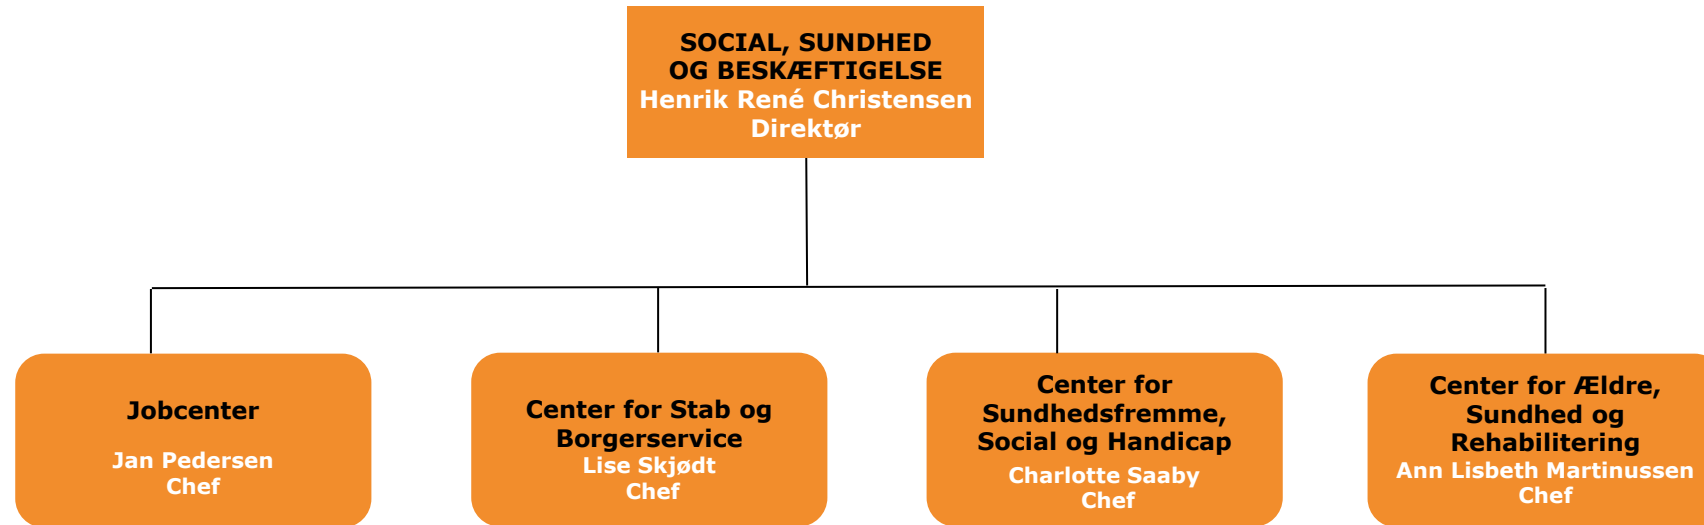 SOCIAL, SUNDHED
OG BESKÆFTIGELSE
Henrik René Christensen
Direktør
Jobcenter
Jan Pedersen
Chef
Center for Stab og
Borgerservice
Lise Skjødt
Chef
Center for
Sundhedsfremme,
Social og Handicap
Charlotte Saaby
Chef
Center for Ældre,
Sundhed og
Rehabilitering
Ann Lisbeth Martinussen
Chef